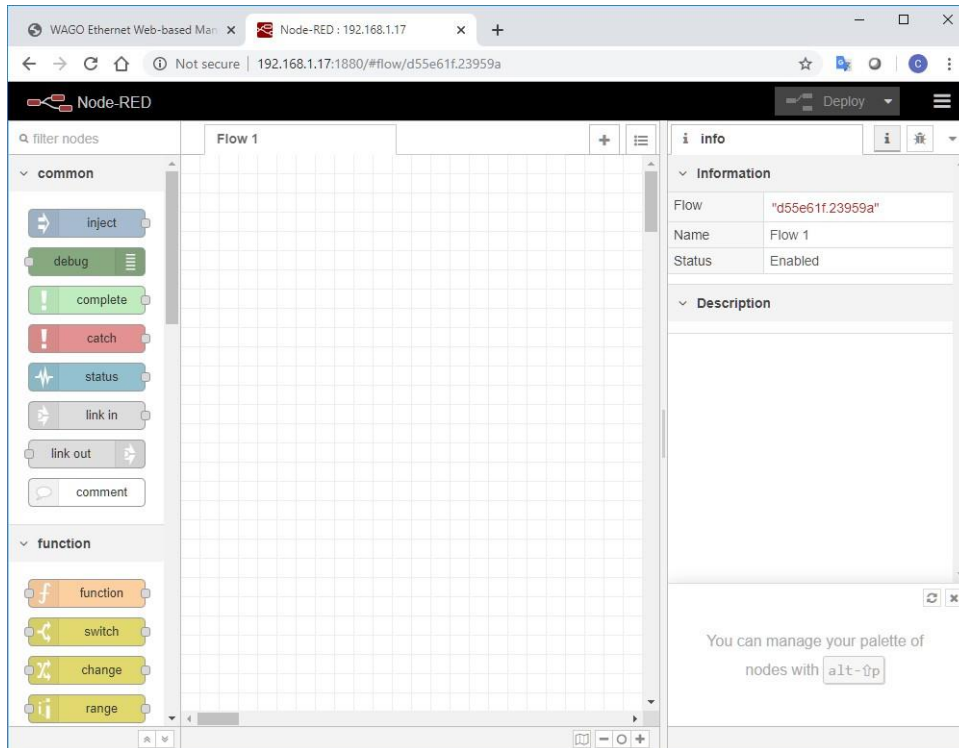 WAGO Ethernet Web-based Man
Node-RED : 192.168.1.17
Not secure | 192.168.1.17:1880/#flow/d55e61f.23959a
C
Node-RED
Deploy
filter nodes
Flow 1
i info
i
common
inject
debug
complete
catch
status
link in
link out
comment
function
function
switch
change
range
Information
Flow "d55e61f.23959a"
Name Flow 1
Status Enabled
Description
You can manage your palette of
nodes with alt-⇧p